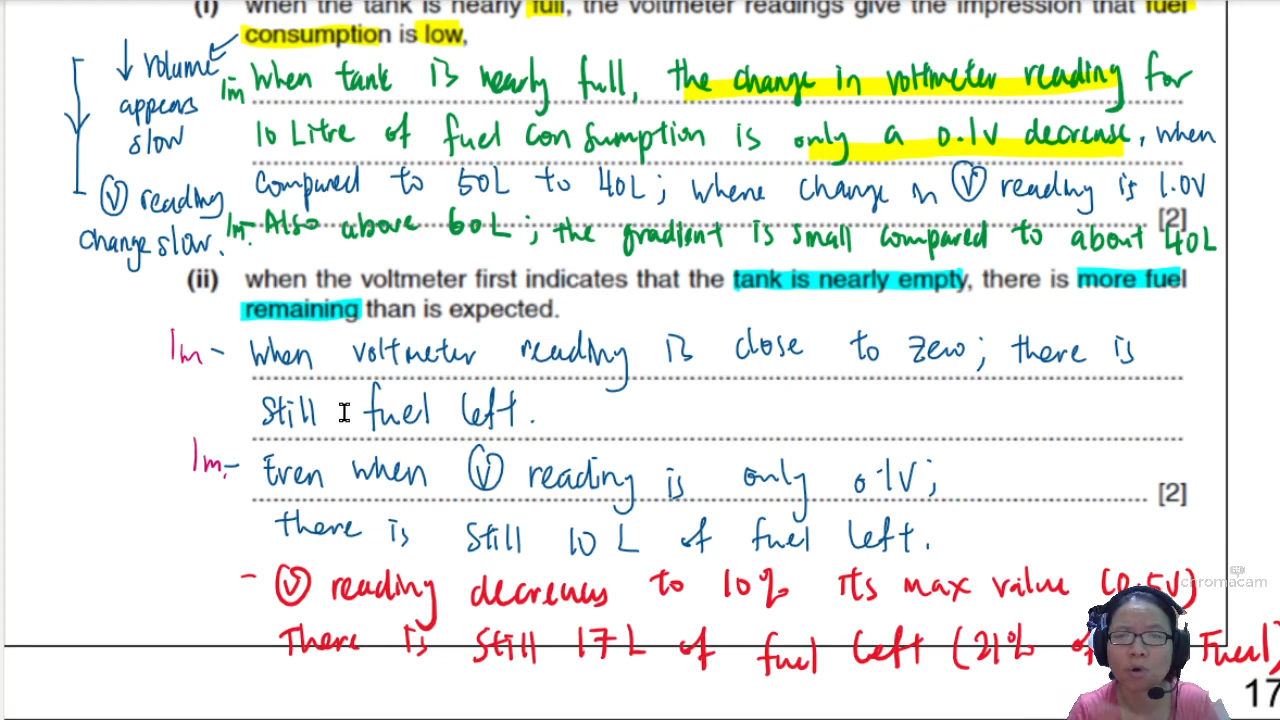 (i) when the tank is nearly full, the voltmeter readings give the impression that fuel
consumption is low,
↓ volume
appears
slow
Ⓥ reading
change slow.
1m
When tank is nearly full, the change in voltmeter reading for
10 Litre of fuel consumption is only a 0.1V decrease, when
compared to 50L to 40L; where change in Ⓥ reading is 1.0V
[2]
1m- Also above 60L; the gradient is small compared to about 40L
(ii) when the voltmeter first indicates that the tank is nearly empty, there is more fuel
remaining than is expected.
1m - When voltmeter reading is close to zero; there is
still fuel left.
1m- Even when Ⓥ reading is only 0.1V;
[2]
there is still 10 L of fuel left.
- Ⓥ reading decreases to 10% its max value (0.5V)
There is still 17L of fuel left (21% of Fuel)
chromacam
17